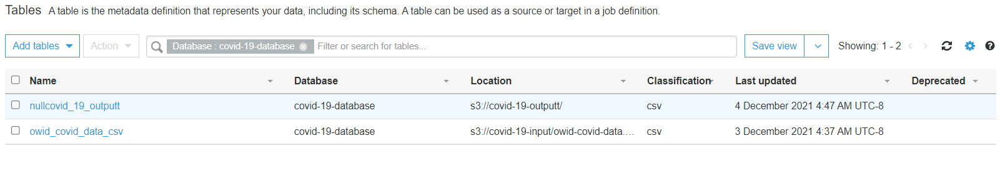 Tables A table is the metadata definition that represents your data, including its schema. A table can be used as a source or target in a job definition.
Add tables Action Database : covid-19-database Filter or search for tables... Save view Showing: 1 - 2
Name Database Location Classification Last updated Deprecated
nullcovid_19_outputt covid-19-database s3://covid-19-outputt/ csv 4 December 2021 4:47 AM UTC-8
owid_covid_data_csv covid-19-database s3://covid-19-input/owid-covid-data.... csv 3 December 2021 4:37 AM UTC-8